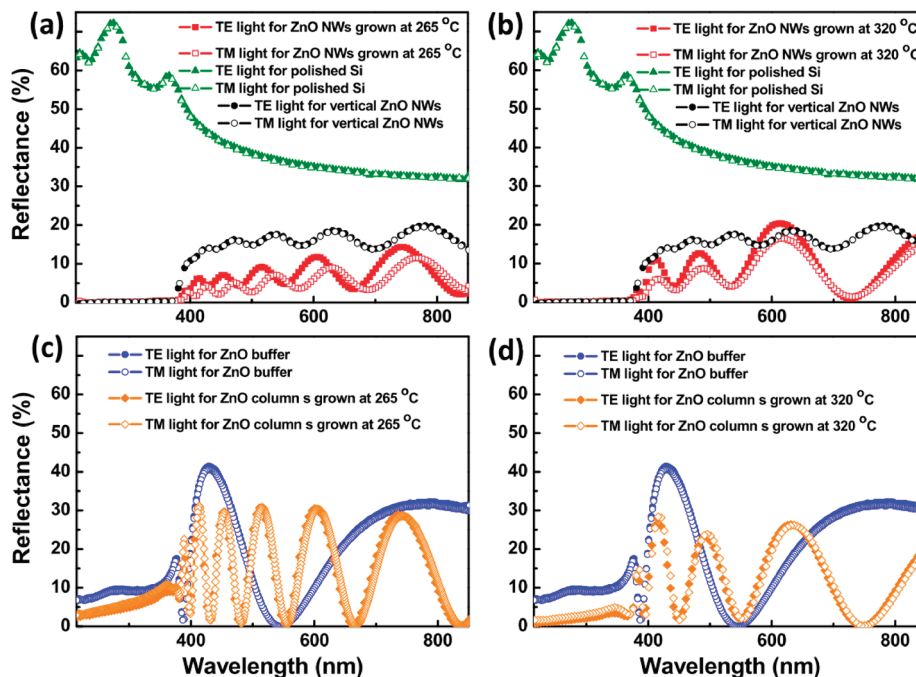 (a)
TE light for ZnO NWs grown at 265 °C
TM light for ZnO NWs grown at 265 °C
TE light for polished Si
TM light for polished Si
TE light for vertical ZnO NWs
TM light for vertical ZnO NWs
Reflectance (%)
70
60
50
40
30
20
10
0
400
600
800
(b)
TE light for ZnO NWs grown at 320 °C
TM light for ZnO NWs grown at 320 °C
TE light for polished Si
TM light for polished Si
TE light for vertical ZnO NWs
TM light for vertical ZnO NWs
70
60
50
40
30
20
10
0
400
600
800
(c)
TE light for ZnO buffer
TM light for ZnO buffer
TE light for ZnO column s grown at 265 °C
TM light for ZnO column s grown at 265 °C
Reflectance (%)
70
60
50
40
30
20
10
0
400
600
800
Wavelength (nm)
(d)
TE light for ZnO buffer
TM light for ZnO buffer
TE light for ZnO column s grown at 320 °C
TM light for ZnO column s grown at 320 °C
70
60
50
40
30
20
10
0
400
600
800
Wavelength (nm)